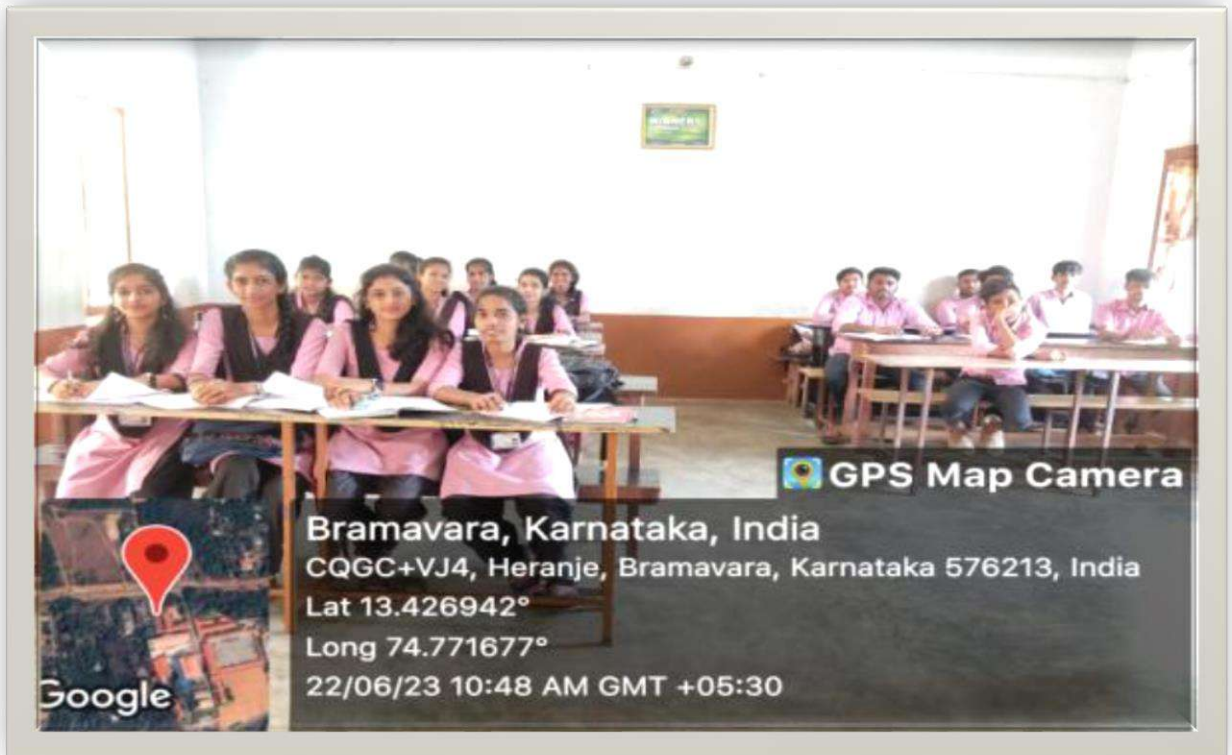 WINNERS
GPS Map Camera
Bramavara, Karnataka, India
CQGC+VJ4, Heranje, Bramavara, Karnataka 576213, India
Lat 13.426942°
Long 74.771677°
22/06/23 10:48 AM GMT +05:30
Google